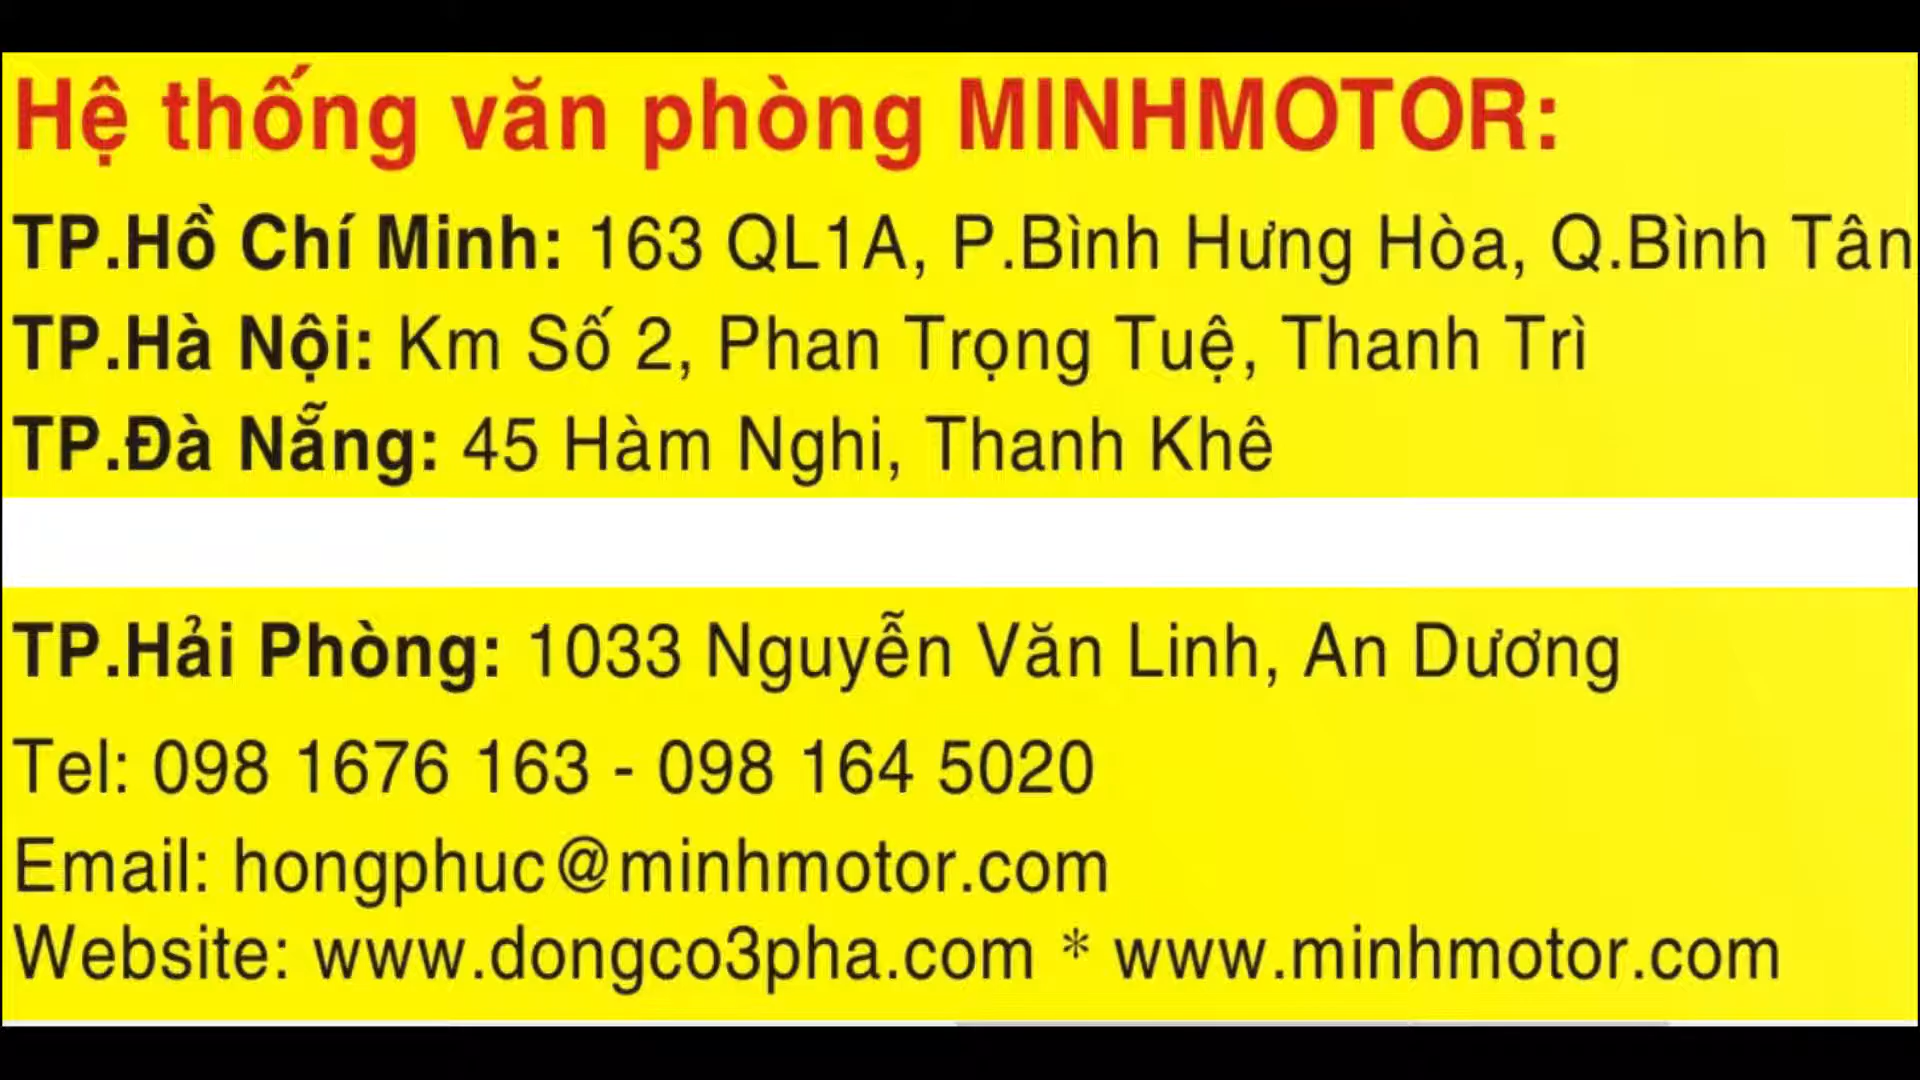 Hệ thống văn phòng MINHMOTOR:
TP.Hồ Chí Minh: 163 QL1A, P.Bình Hưng Hòa, Q.Bình Tân
TP.Hà Nội: Km Số 2, Phan Trọng Tuệ, Thanh Trì
TP.Đà Nẵng: 45 Hàm Nghi, Thanh Khê
TP.Hải Phòng: 1033 Nguyễn Văn Linh, An Dương
Tel: 098 1676 163 - 098 164 5020
Email: hongphuc@minhmotor.com
Website: www.dongco3pha.com * www.minhmotor.com